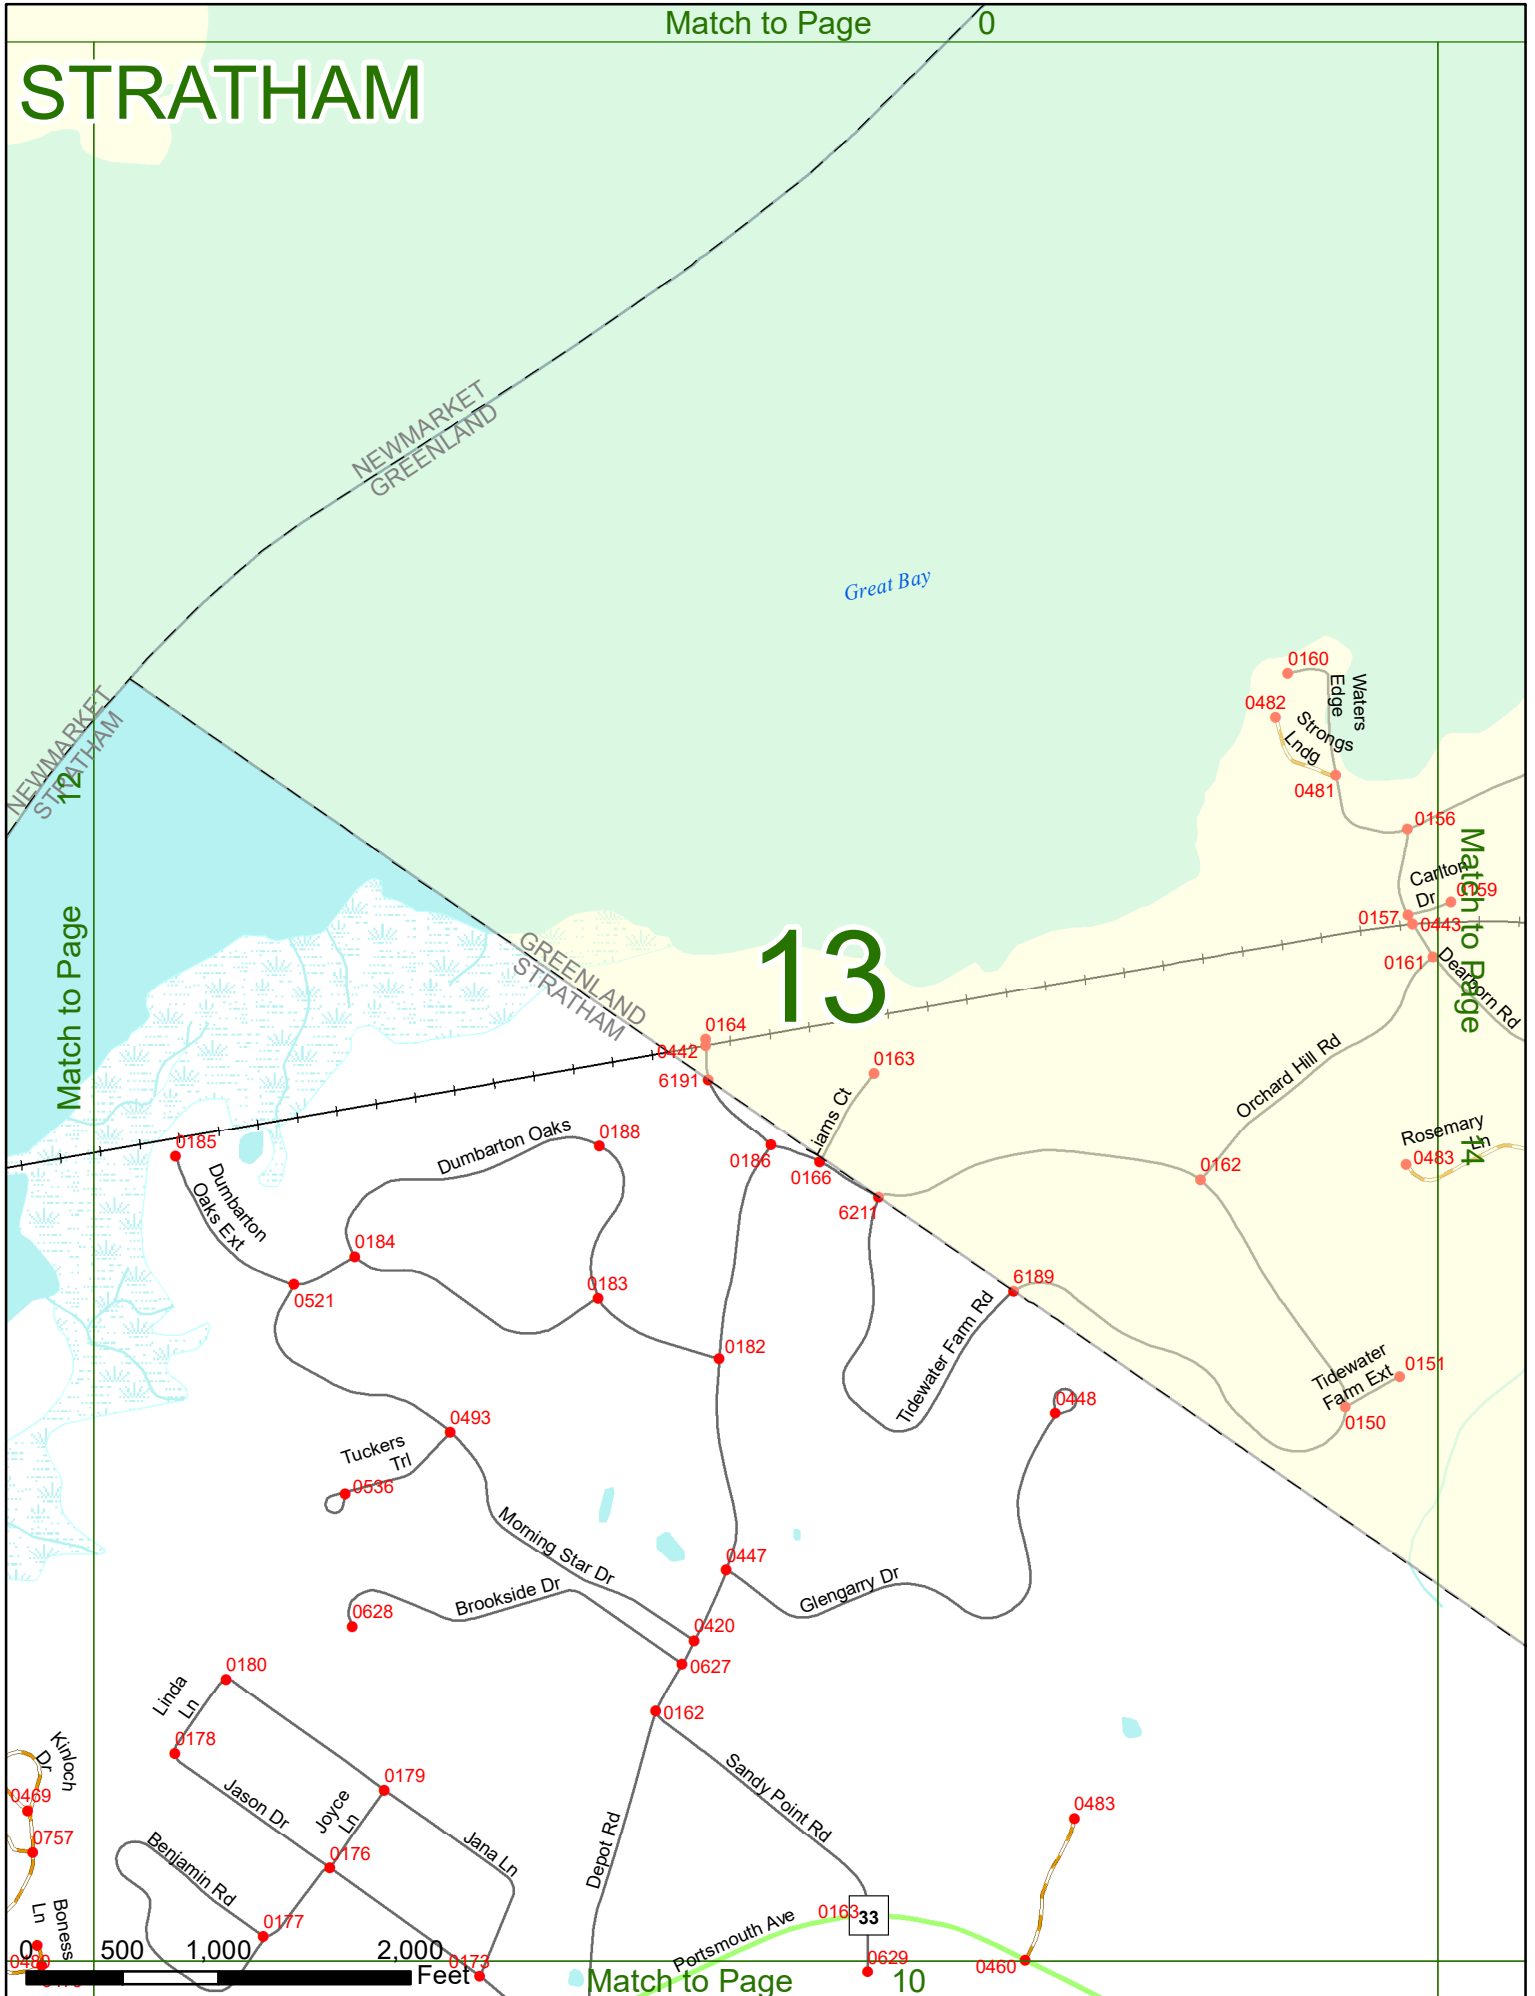 Match to Page 0
STRATHAM
NEWMARKET
GREENLAND
Great Bay
NEWMARKET
STRATHAM
12
Match to Page
0160
Waters
Edge
0482
Strongs
Lndg
0481
0156
Match to Page
14
Carlton
Dr
0159
0157
0443
0161
Dearborn Rd
GREENLAND
STRATHAM
13
0164
0442
6191
0163
Orchard Hill Rd
Rosemary
Ln
0483
0185
Dumbarton Oaks
0188
0186
0166
0162
Dumbarton
Oaks Ext
6211
0184
0521
0183
6189
0182
Tidewater Farm Rd
Tidewater
Farm Ext
0151
0150
0448
0493
Tuckers
Trl
0536
Morning Star Dr
0447
Glengarry Dr
Brookside Dr
0628
0420
0627
0180
Linda
Ln
0162
0178
Kinloch
Dr
Sandy Point Rd
0179
Jason Dr
Joyce
Ln
0469
0483
0757
Benjamin Rd
0176
Jana Ln
Depot Rd
Boness
Ln
0177
Portsmouth Ave
0163
33
0 500 1,000 2,000
Feet
0173
0629
0460
Match to Page 10